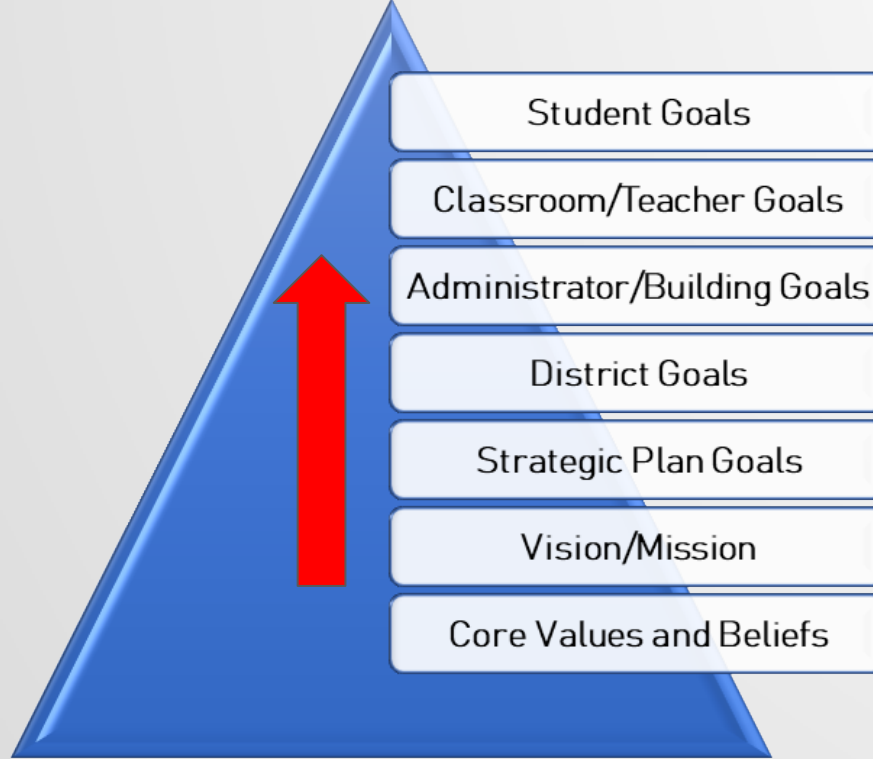 Student Goals
Classroom/Teacher Goals
Administrator/Building Goals
District Goals
Strategic Plan Goals
Vision/Mission
Core Values and Beliefs